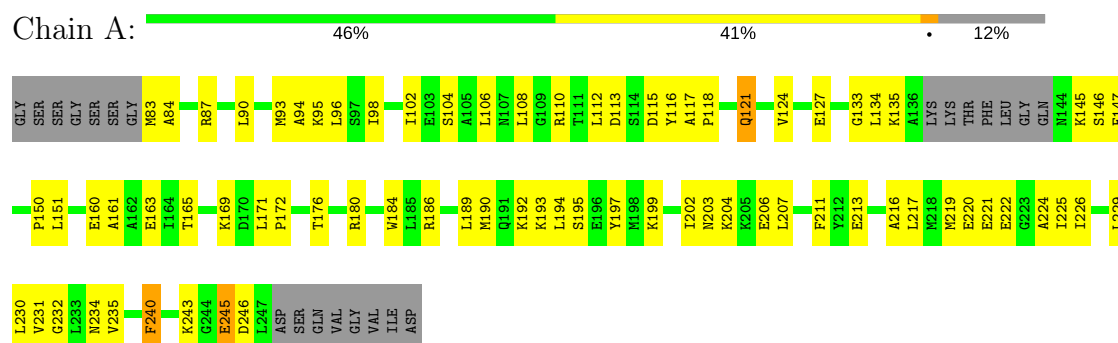 Chain A:
46% 41% • 12%
GLY SER SER GLY SER SER GLY M83 A84 R87 L90 M93 A94 K95 L96 S97 I98 I102 E103 S104 A105 L106 N107 L108 G109 R110 T111 L112 D113 S114 D115 Y116 A117 P118 Q121 V124 E127 G133 L134 K135 A136 LYS LYS THR PHE LEU GLY GLN N144 K145 S146
P150 L151 E160 A161 A162 E163 I164 T165 K169 D170 L171 P172 T176 R180 W184 L185 R186 L189 M190 Q191 K192 K193 L194 S195 E196 Y197 M198 K199 I202 N203 K204 K205 E206 L207 F211 Y212 E213 A216 L217 M218 M219 E220 E221 E222 G223 A224 I225 I226
L230 V231 G232 L233 N234 V235 F240 K243 G244 E245 D246 L247 ASP SER GLN VAL GLY VAL ILE ASP